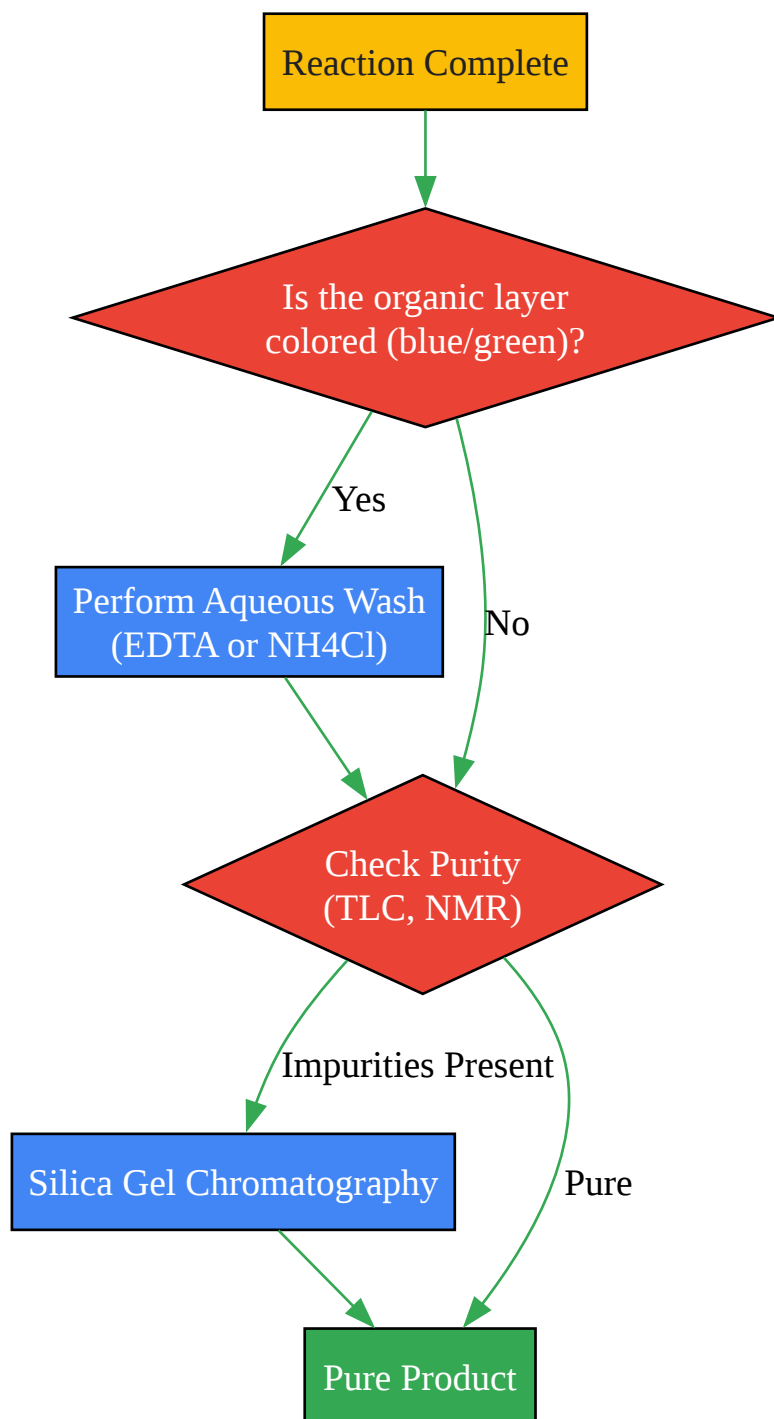 Reaction Complete
Is the organic layer
colored (blue/green)?
Yes
Perform Aqueous Wash
(EDTA or NH4Cl)
No
Check Purity
(TLC, NMR)
Impurities Present
Silica Gel Chromatography
Pure
Pure Product